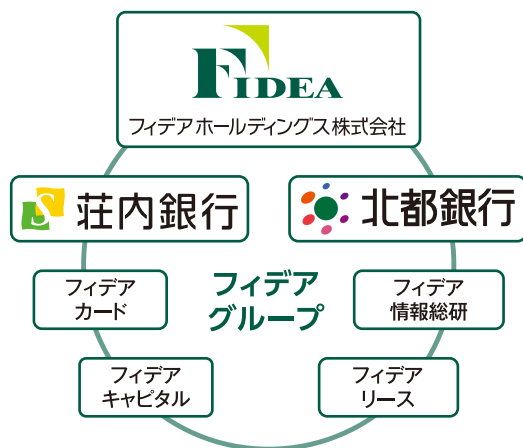 FIDEA
フィデアホールディングス株式会社
荘内銀行
北都銀行
フィデア
カード
フィデア
グループ
フィデア
情報総研
フィデア
キャピタル
フィデア
リース